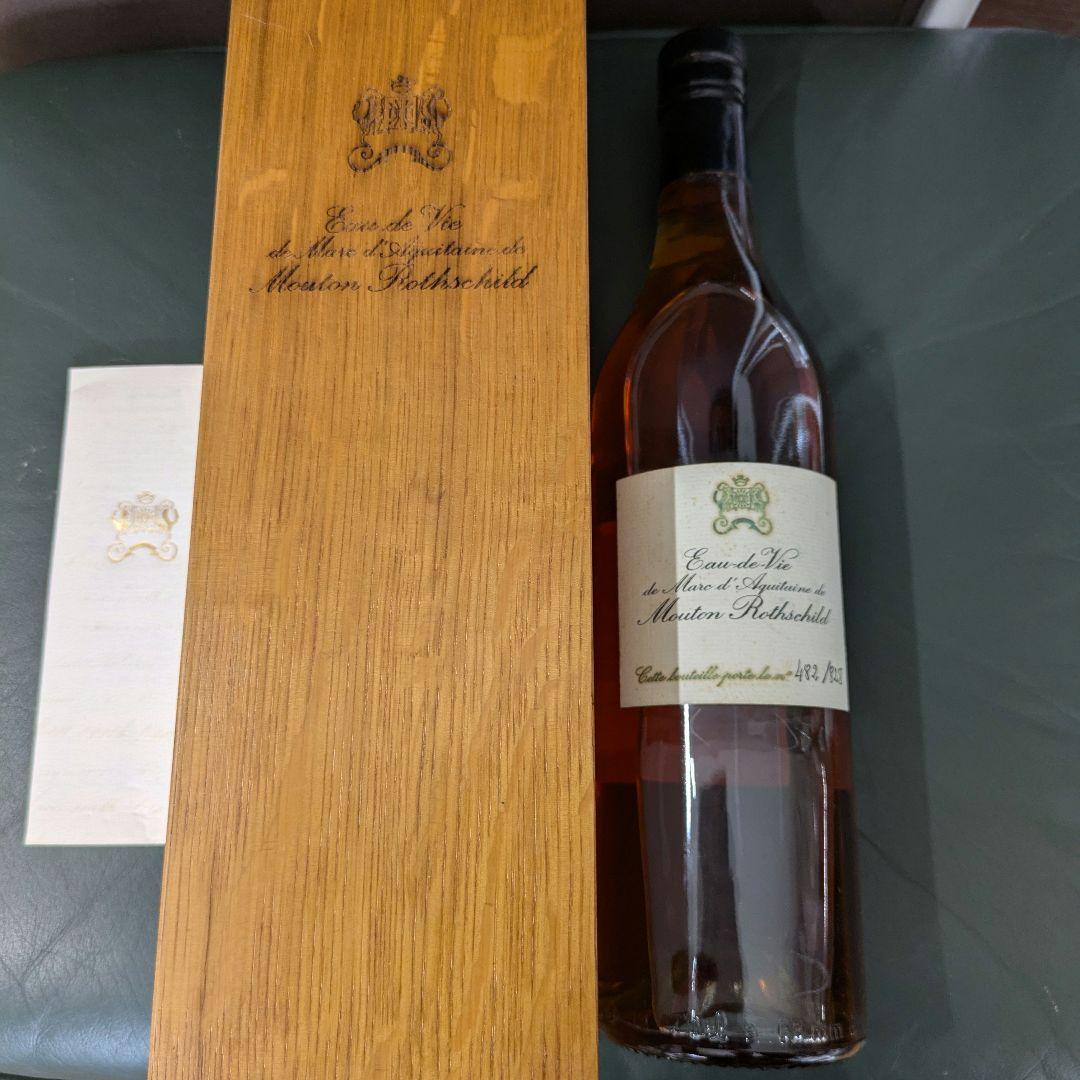 Eau de Vie
de Marc d'Aquitaine de
Mouton Rothschild
Eau-de-Vie
de Marc d'Aquitaine de
Mouton Rothschild
Cette bouteille porte le nº 482 /